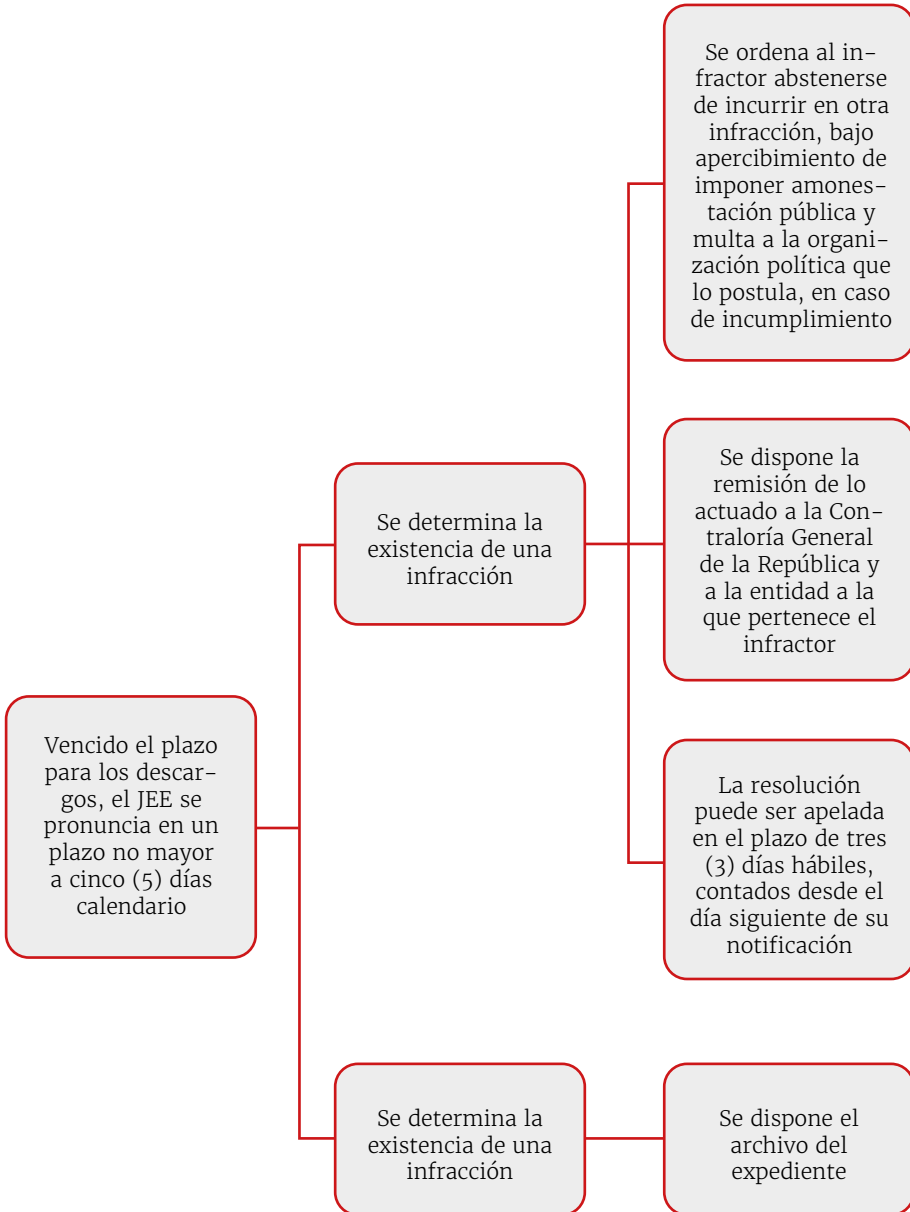 Vencido el plazo
para los descar-
gos, el JEE se
pronuncia en un
plazo no mayor
a cinco (5) días
calendario
Se determina la
existencia de una
infracción
Se ordena al in-
fractor abstenerse
de incurrir en otra
infracción, bajo
apercibimiento de
imponer amones-
tación pública y
multa a la organi-
zación política que
lo postula, en caso
de incumplimiento
Se dispone la
remisión de lo
actuado a la Con-
traloría General
de la República y
a la entidad a la
que pertenece el
infractor
La resolución
puede ser apelada
en el plazo de tres
(3) días hábiles,
contados desde el
día siguiente de su
notificación
Se determina la
existencia de una
infracción
Se dispone el
archivo del
expediente